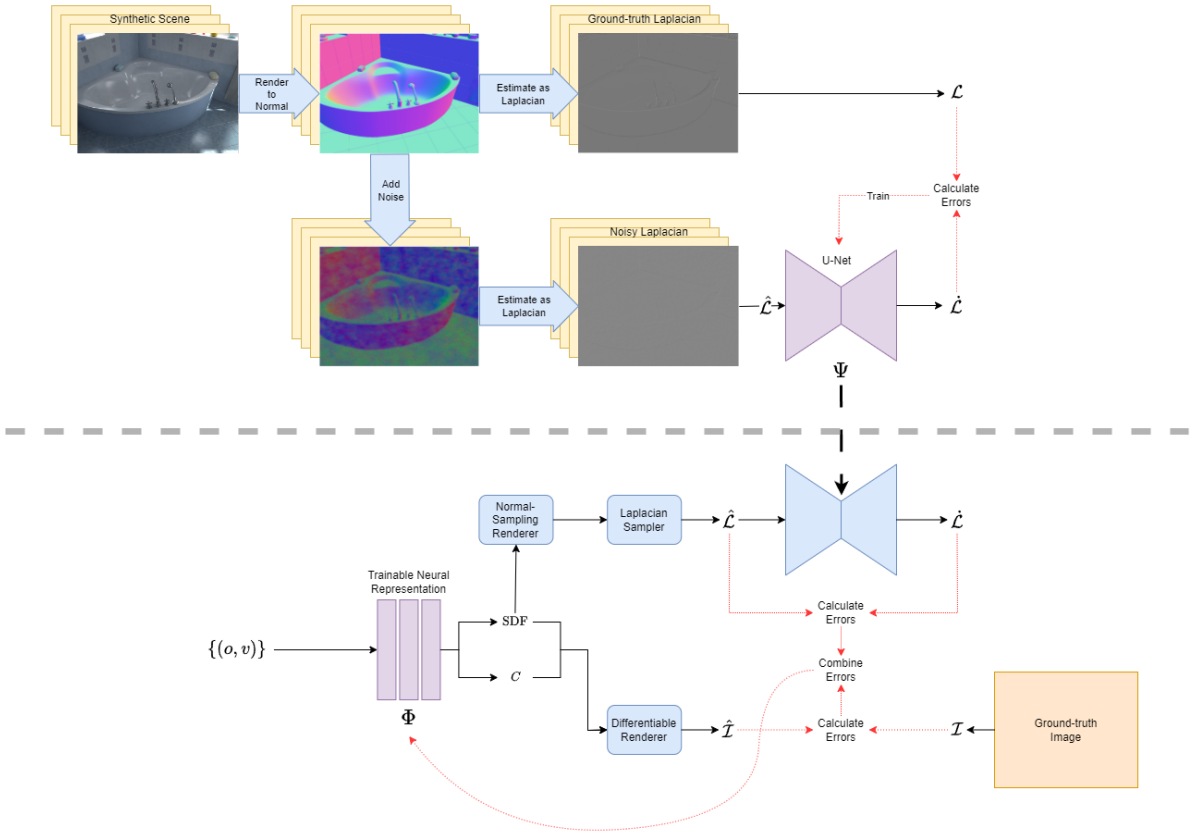 Synthetic Scene
Ground-truth Laplacian
Render
to
Normal
Estimate as
Laplacian
ℒ
Add
Noise
Train
Calculate
Errors
Noisy Laplacian
U-Net
Estimate as
Laplacian
ℒ̂
ℒ̇
Ψ
Normal-
Sampling
Renderer
Laplacian
Sampler
ℒ̂
ℒ̇
Trainable Neural
Representation
Calculate
Errors
SDF
{(o, v)}
C
Combine
Errors
Φ
Differentiable
Renderer
ℐ̂
Calculate
Errors
ℐ
Ground-truth
Image